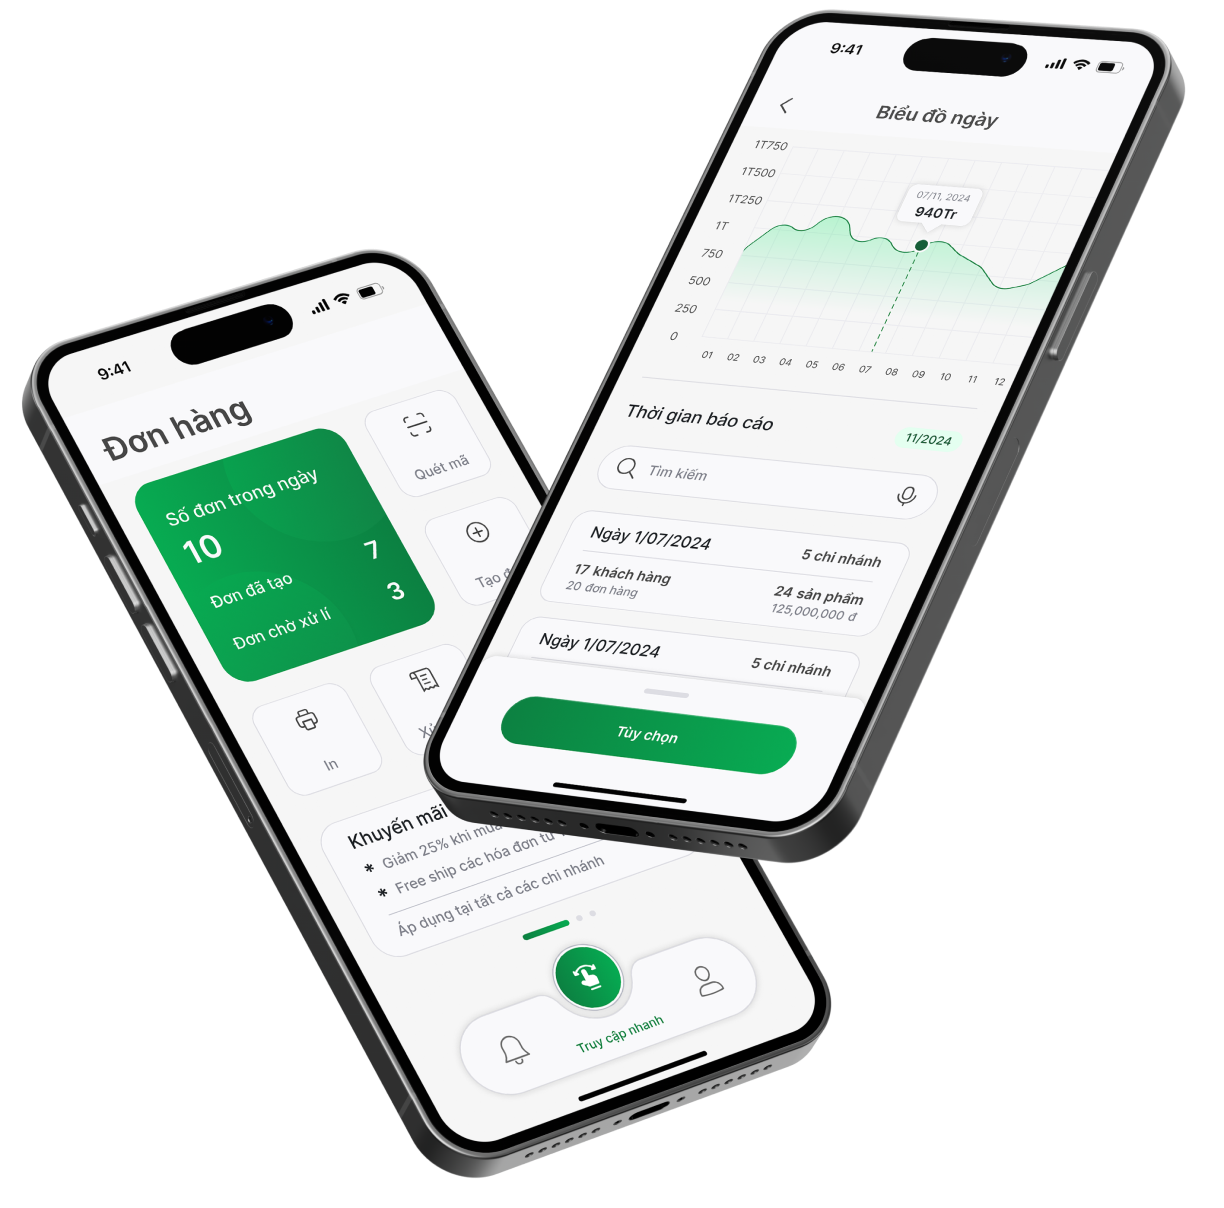 9:41
Đơn hàng
Số đơn trong ngày
10
Đơn đã tạo 7
Đơn chờ xử lí 3
Quét mã
Tạo
In
Khuyến mãi
* Giảm 25% khi mua
* Free ship các hóa đơn từ
Áp dụng tại tất cả các chi nhánh
Truy cập nhanh
9:41
Biểu đồ ngày
1T750
1T500
1T250
1T
750
500
250
0
07/11, 2024
940Tr
01 02 03 04 05 06 07 08 09 10 11 12
Thời gian báo cáo
11/2024
Tìm kiếm
Ngày 1/07/2024 5 chi nhánh
17 khách hàng 24 sản phẩm
20 đơn hàng 125,000,000 đ
Ngày 1/07/2024 5 chi nhánh
Tùy chọn